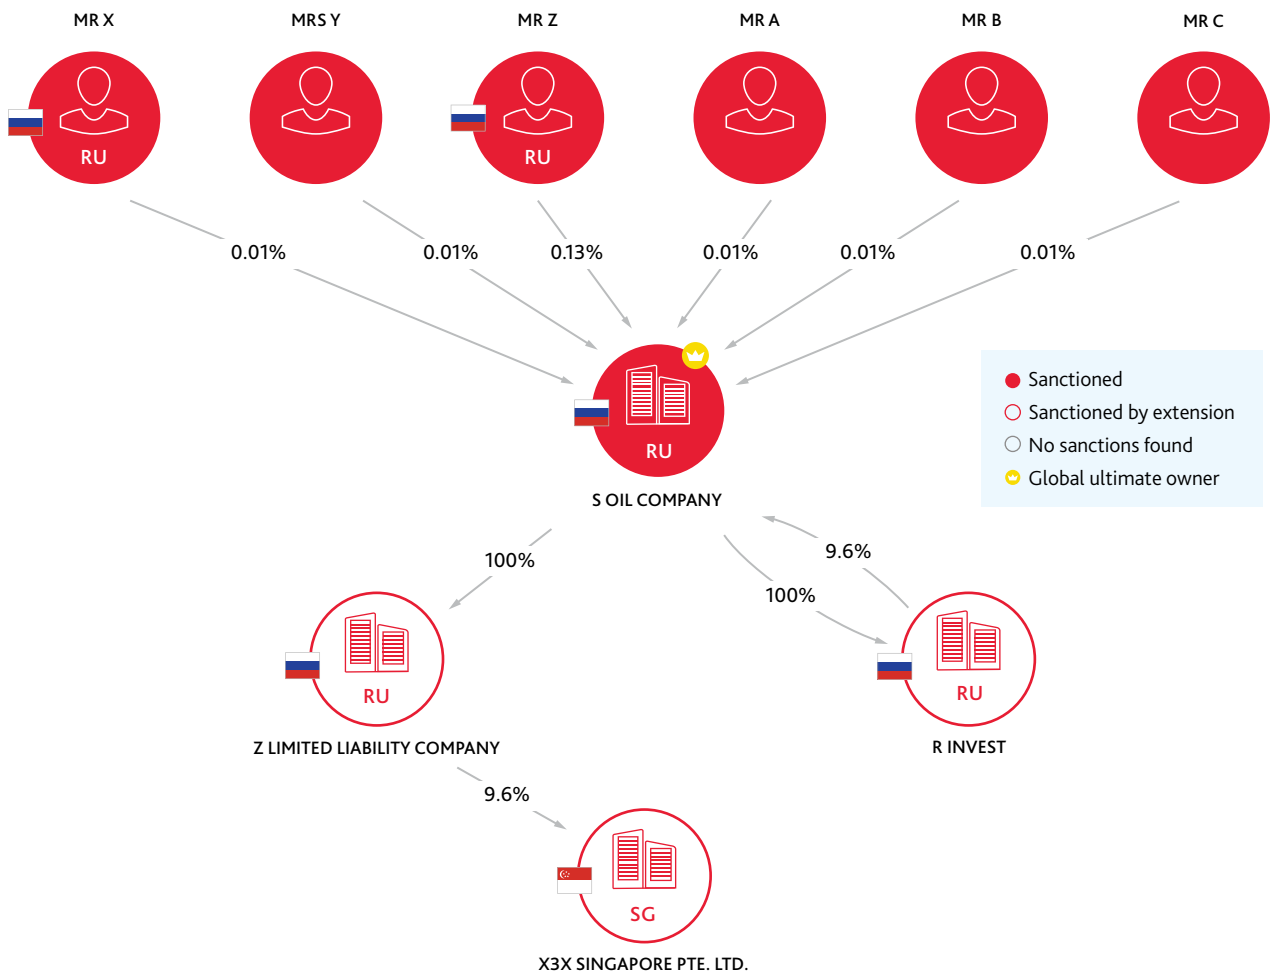 MR X
MRS Y
MR Z
MR A
MR B
MR C
RU
RU
0.01%
0.01%
0.13%
0.01%
0.01%
0.01%
RU
S OIL COMPANY
Sanctioned
Sanctioned by extension
No sanctions found
Global ultimate owner
100%
9.6%
100%
RU
Z LIMITED LIABILITY COMPANY
RU
R INVEST
9.6%
SG
X3X SINGAPORE PTE. LTD.